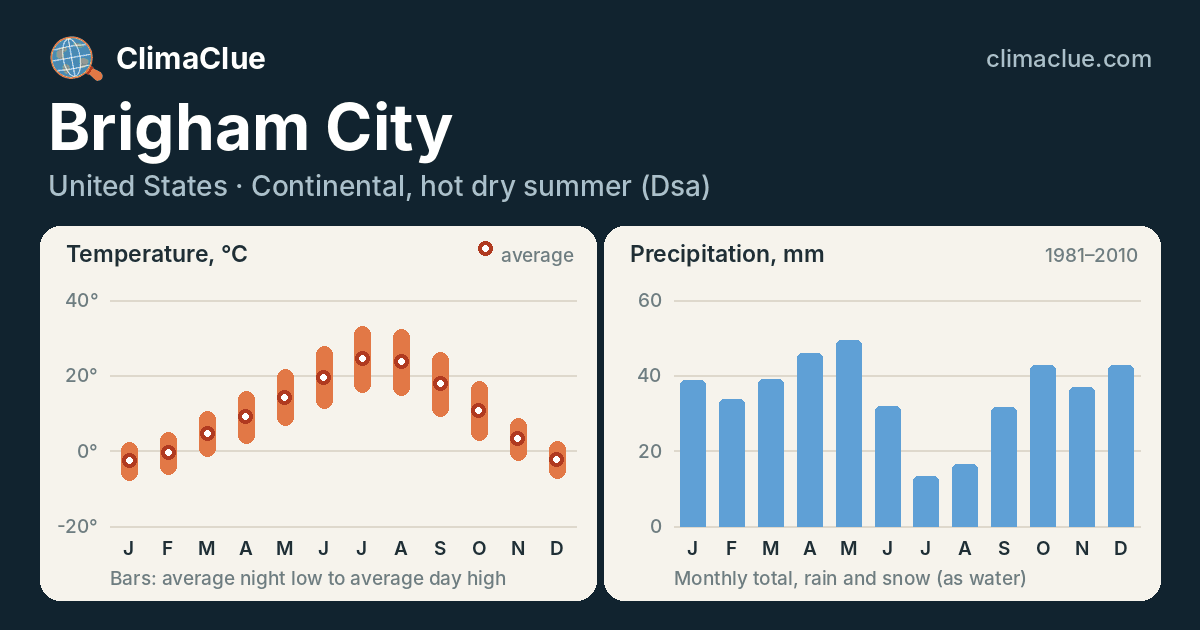 ClimaClue
climaclue.com
Brigham City
United States · Continental, hot dry summer (Dsa)
Temperature, °C
average
40°
20°
0°
-20°
J F M A M J J A S O N D
Bars: average night low to average day high
Precipitation, mm
1981–2010
60
40
20
0
J F M A M J J A S O N D
Monthly total, rain and snow (as water)